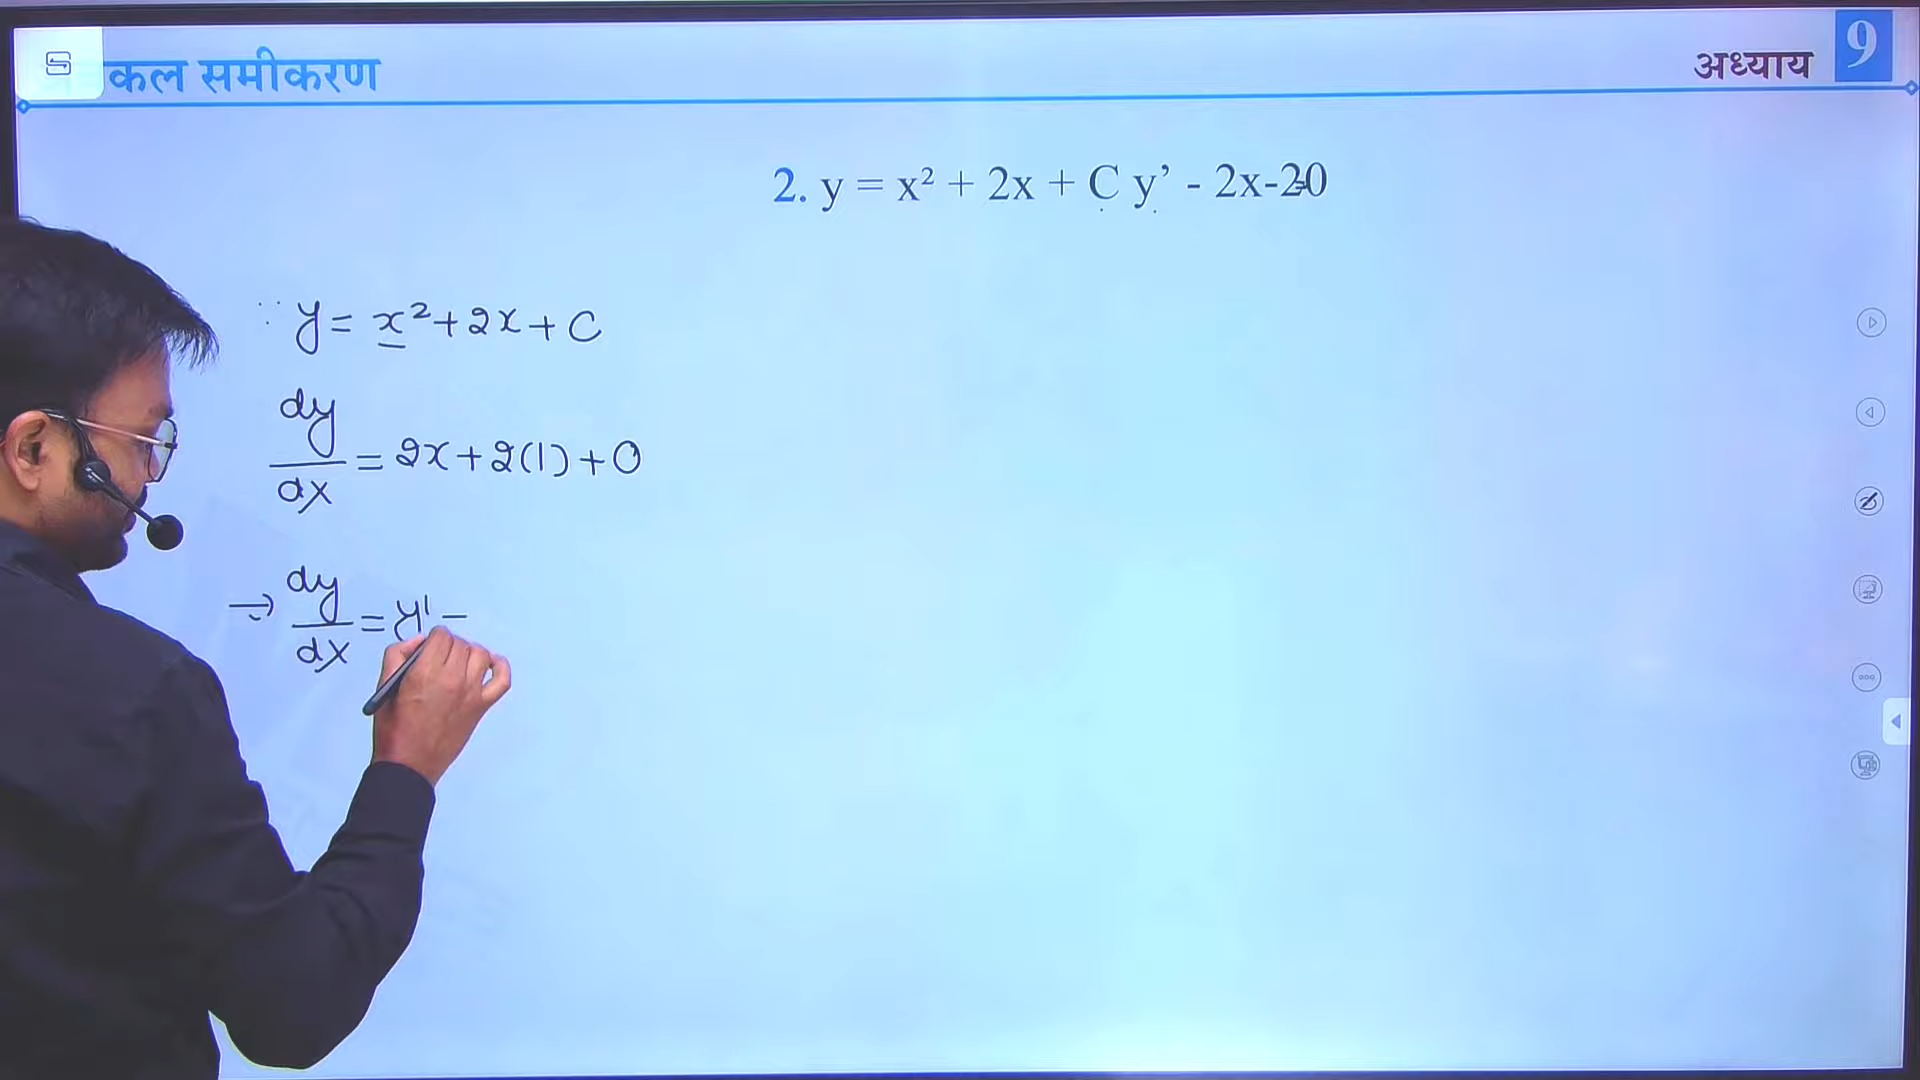 कल समीकरण
अध्याय 9
2. y = x² + 2x + C y’ - 2x-2=0
∵ y = x² + 2x + C
dy/dx = 2x + 2(1) + 0
⇒ dy/dx = y' =